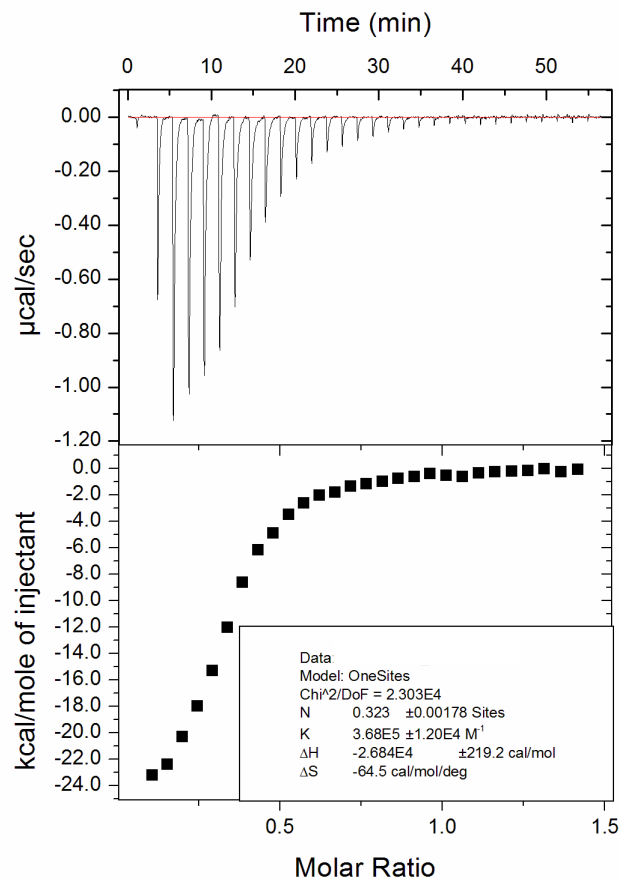 Time (min)
0 10 20 30 40 50
0.00
-0.20
-0.40
-0.60
-0.80
-1.00
-1.20
µcal/sec
0.0
-2.0
-4.0
-6.0
-8.0
-10.0
-12.0
-14.0
-16.0
-18.0
-20.0
-22.0
-24.0
kcal/mole of injectant
Data
Model: OneSites
Chi^2/DoF = 2.303E4
N 0.323 ±0.00178 Sites
K 3.68E5 ±1.20E4 M⁻¹
ΔH -2.684E4 ±219.2 cal/mol
ΔS -64.5 cal/mol/deg
0.5 1.0 1.5
Molar Ratio